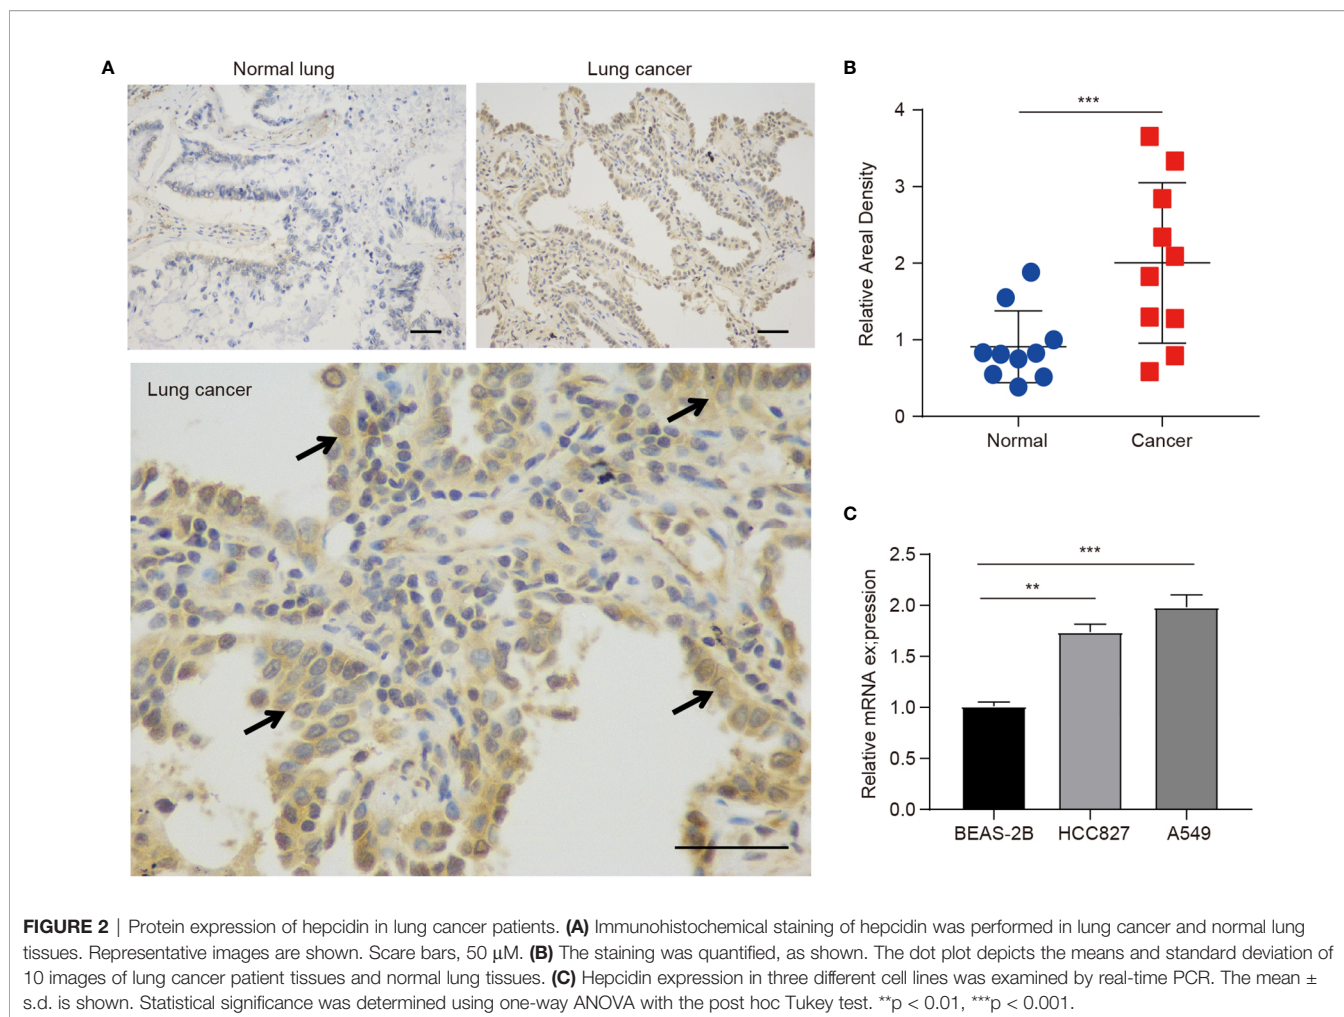 A
Normal lung
Lung cancer
Lung cancer
B
Relative Areal Density
4
3
2
1
0
***
Normal
Cancer
C
Relative mRNA ex;pression
2.5
2.0
1.5
1.0
0.5
0.0
***
**
BEAS-2B
HCC827
A549
FIGURE 2 | Protein expression of hepcidin in lung cancer patients. (A) Immunohistochemical staining of hepcidin was performed in lung cancer and normal lung
tissues. Representative images are shown. Scare bars, 50 μM. (B) The staining was quantified, as shown. The dot plot depicts the means and standard deviation of
10 images of lung cancer patient tissues and normal lung tissues. (C) Hepcidin expression in three different cell lines was examined by real-time PCR. The mean ±
s.d. is shown. Statistical significance was determined using one-way ANOVA with the post hoc Tukey test. **p < 0.01, ***p < 0.001.